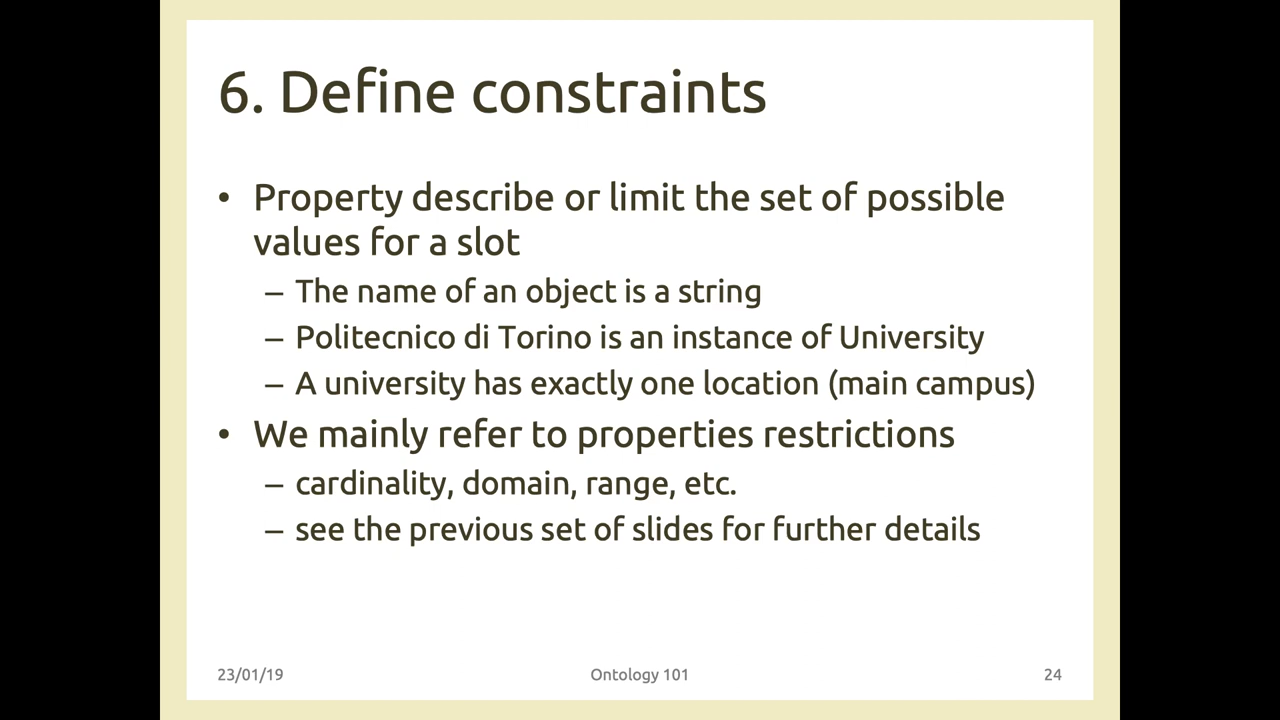 6. Define constraints
• Property describe or limit the set of possible
values for a slot
– The name of an object is a string
– Politecnico di Torino is an instance of University
– A university has exactly one location (main campus)
• We mainly refer to properties restrictions
– cardinality, domain, range, etc.
– see the previous set of slides for further details
23/01/19
Ontology 101
24